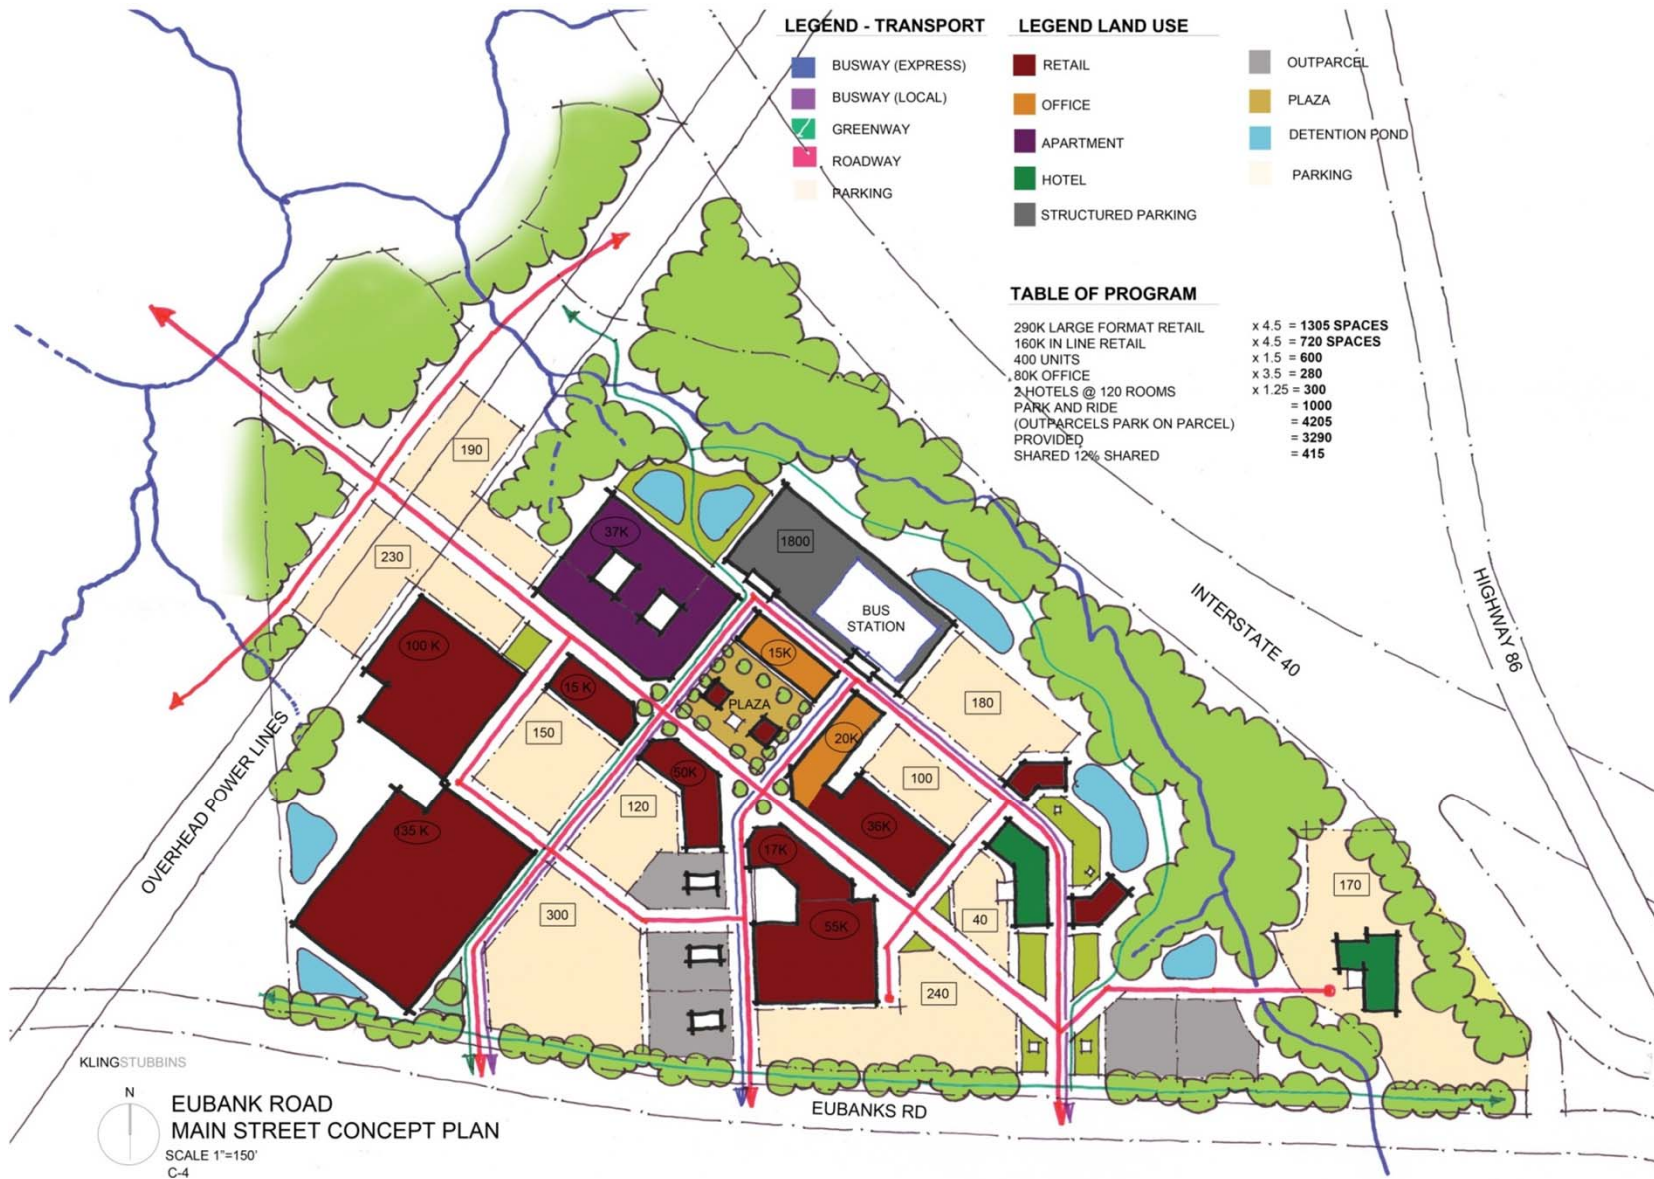 LEGEND - TRANSPORT
BUSWAY (EXPRESS)
BUSWAY (LOCAL)
GREENWAY
ROADWAY
PARKING
LEGEND LAND USE
RETAIL
OFFICE
APARTMENT
HOTEL
STRUCTURED PARKING
OUTPARCEL
PLAZA
DETENTION POND
PARKING
TABLE OF PROGRAM
290K LARGE FORMAT RETAIL x 4.5 = 1305 SPACES
160K IN LINE RETAIL x 4.5 = 720 SPACES
400 UNITS x 1.5 = 600
80K OFFICE x 3.5 = 280
2 HOTELS @ 120 ROOMS x 1.25 = 300
PARK AND RIDE = 1000
(OUTPARCELS PARK ON PARCEL) = 4205
PROVIDED = 3290
SHARED 12% SHARED = 415
190
230
37K
1800
BUS
STATION
INTERSTATE 40
HIGHWAY 86
100 K
15 K
15K
PLAZA
180
150
20K
50K
100
120
135 K
36K
17K
170
300
55K
40
240
OVERHEAD POWER LINES
EUBANKS RD
KLINGSTUBBINS
N
EUBANK ROAD
MAIN STREET CONCEPT PLAN
SCALE 1"=150'
C-4